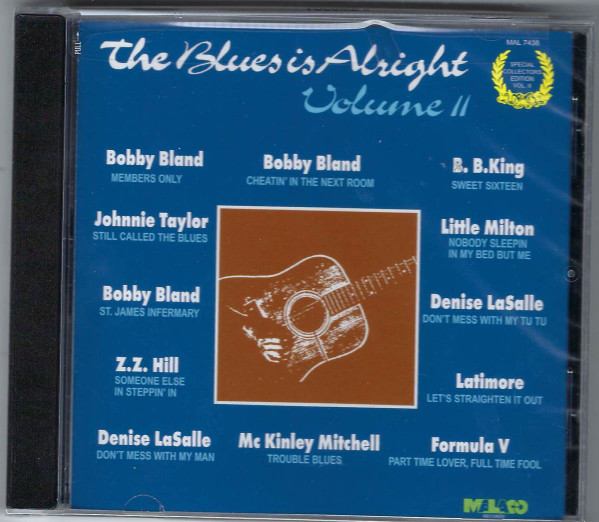 The Blues is Alright
Volume II
MAL 7438
SPECIAL
COLLECTORS
EDITION
VOL. II
Bobby Bland
MEMBERS ONLY
Bobby Bland
CHEATIN' IN THE NEXT ROOM
B. B.King
SWEET SIXTEEN
Johnnie Taylor
STILL CALLED THE BLUES
Little Milton
NOBODY SLEEPIN
IN MY BED BUT ME
Bobby Bland
ST. JAMES INFERMARY
Denise LaSalle
DON'T MESS WITH MY TU TU
Z.Z. Hill
SOMEONE ELSE
IN STEPPIN' IN
Latimore
LET'S STRAIGHTEN IT OUT
Denise LaSalle
DON'T MESS WITH MY MAN
Mc Kinley Mitchell
TROUBLE BLUES
Formula V
PART TIME LOVER, FULL TIME FOOL
MALACO
RECORDS